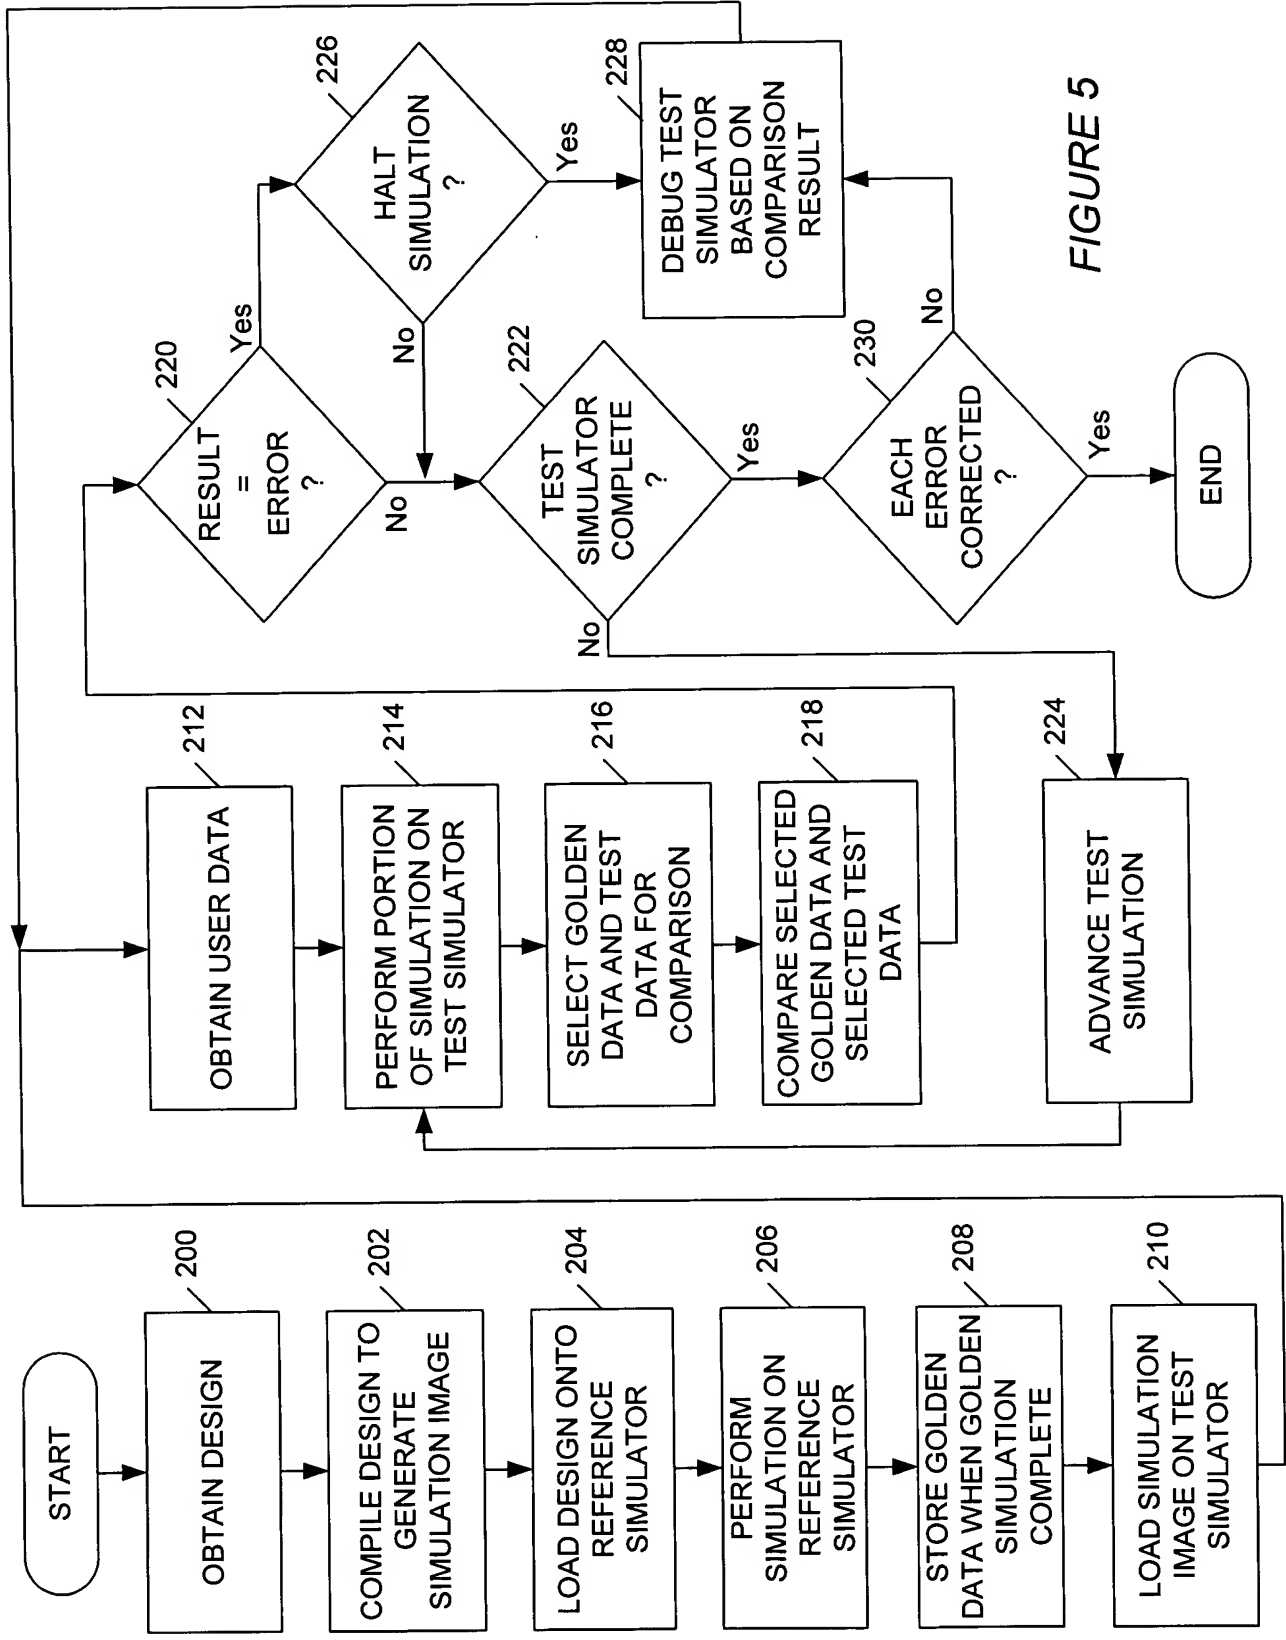 START
200
OBTAIN DESIGN
202
COMPILE DESIGN TO
GENERATE
SIMULATION IMAGE
204
LOAD DESIGN ONTO
REFERENCE
SIMULATOR
206
PERFORM
SIMULATION ON
REFERENCE
SIMULATOR
208
STORE GOLDEN
DATA WHEN GOLDEN
SIMULATION
COMPLETE
210
LOAD SIMULATION
IMAGE ON TEST
SIMULATOR
212
OBTAIN USER DATA
214
PERFORM PORTION
OF SIMULATION ON
TEST SIMULATOR
216
SELECT GOLDEN
DATA AND TEST
DATA FOR
COMPARISON
218
COMPARE SELECTED
GOLDEN DATA AND
SELECTED TEST
DATA
224
ADVANCE TEST
SIMULATION
220
RESULT
=
ERROR
?
Yes
No
222
TEST
SIMULATOR
COMPLETE
?
No
Yes
230
EACH
ERROR
CORRECTED
?
No
Yes
END
226
HALT
SIMULATION
?
No
Yes
228
DEBUG TEST
SIMULATOR
BASED ON
COMPARISON
RESULT
FIGURE 5